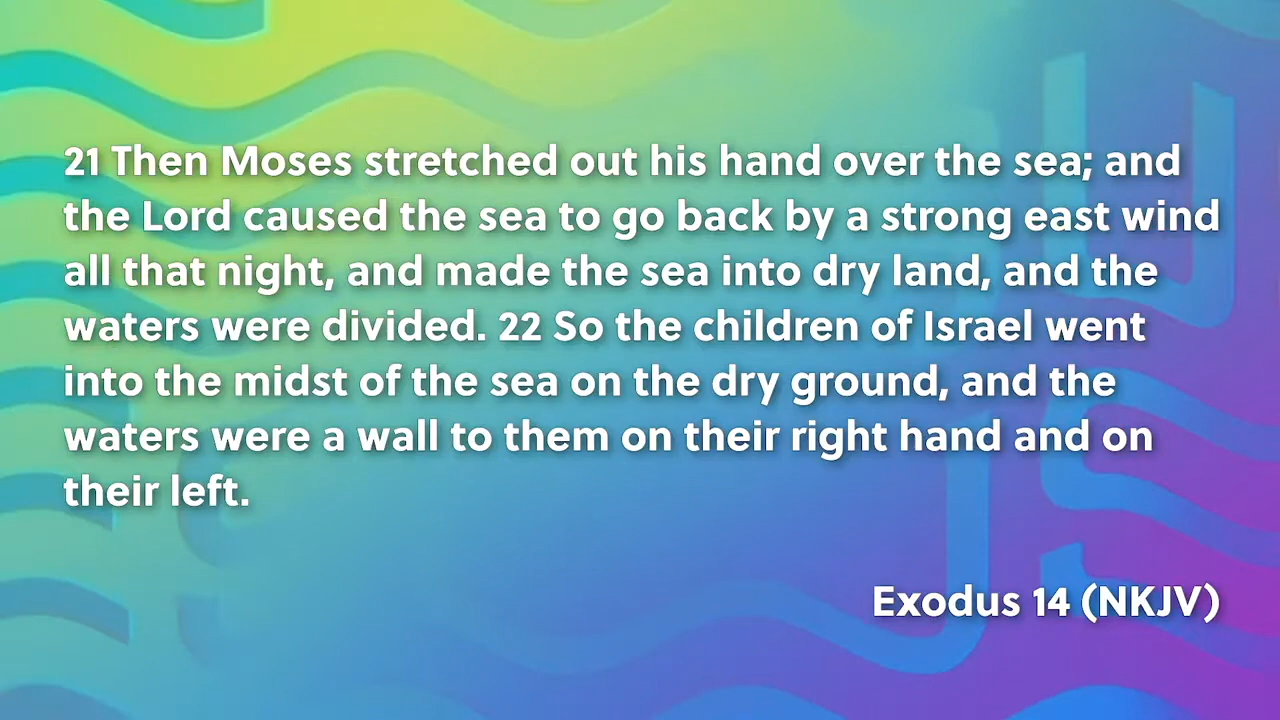 21 Then Moses stretched out his hand over the sea; and
the Lord caused the sea to go back by a strong east wind
all that night, and made the sea into dry land, and the
waters were divided. 22 So the children of Israel went
into the midst of the sea on the dry ground, and the
waters were a wall to them on their right hand and on
their left.
Exodus 14 (NKJV)